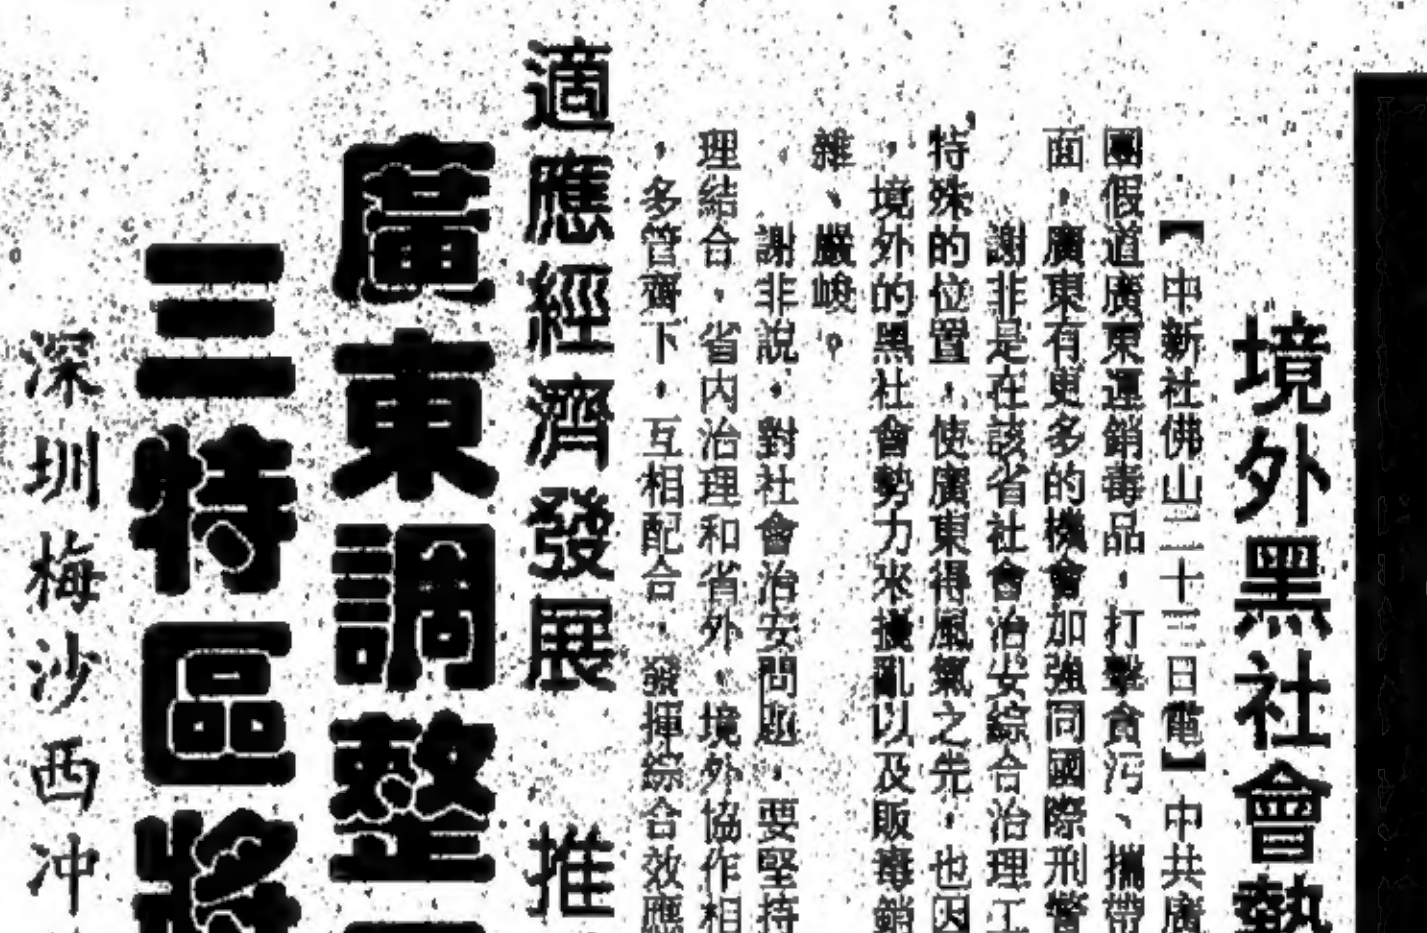 境外黑社會勢
【中新社佛山二十三日電】中共廣
團假道廣東運銷毒品,打擊貪污、攜帶
面,廣東有更多的機會加強同國際刑警
謝非是在該省社會治安綜合治理工
特殊的位置,使廣東得風氣之先,也因
,境外的黑社會勢力來擾亂以及販毒銷
雜、嚴峻。
謝非說,對社會治安問題,要堅持
理結合,省內治理和省外、境外協作相
,多管齊下,互相配合,發揮綜合效應
適應經濟發展 推
廣東調整
三特區將
深圳梅沙西冲